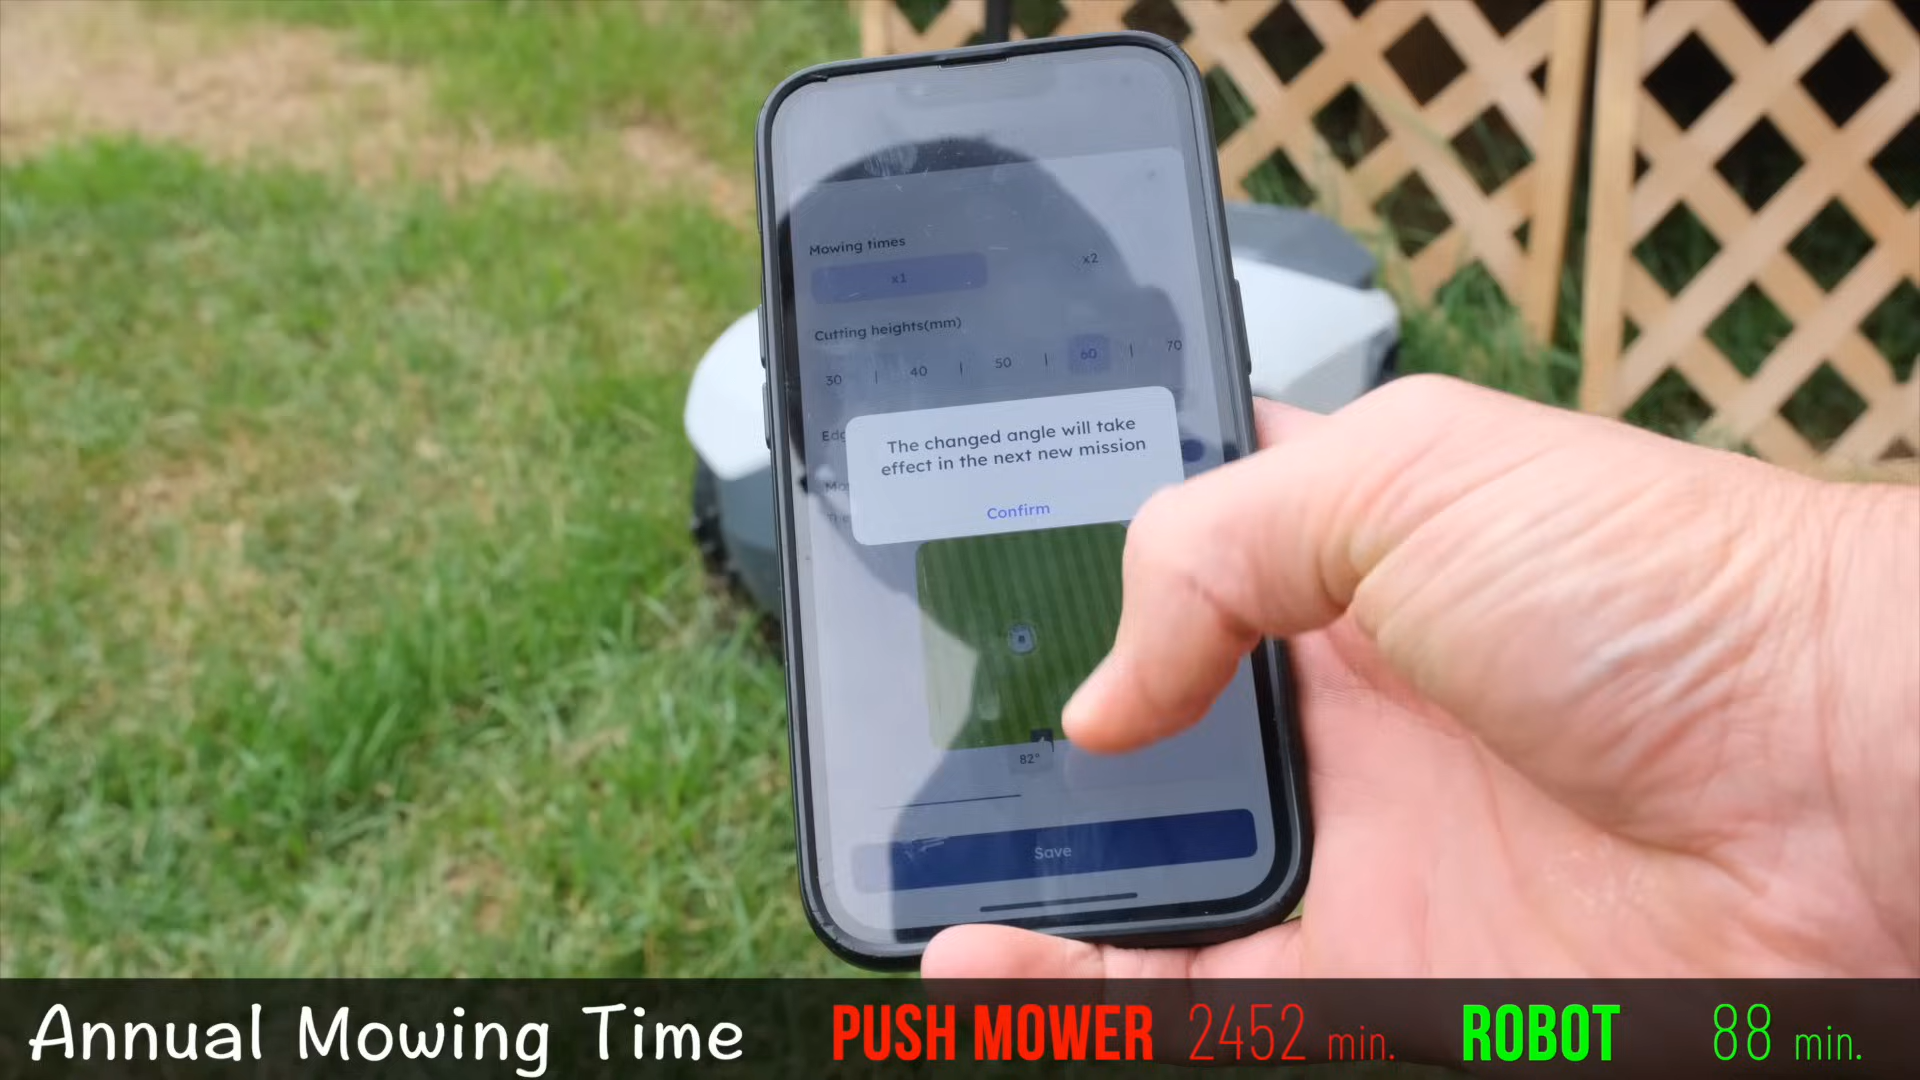 Mowing times
x1 x2
Cutting heights(mm)
30 | 40 | 50 | 60 | 70
The changed angle will take
effect in the next new mission
Confirm
82°
Save
Annual Mowing Time PUSH MOWER 2452 min. ROBOT 88 min.